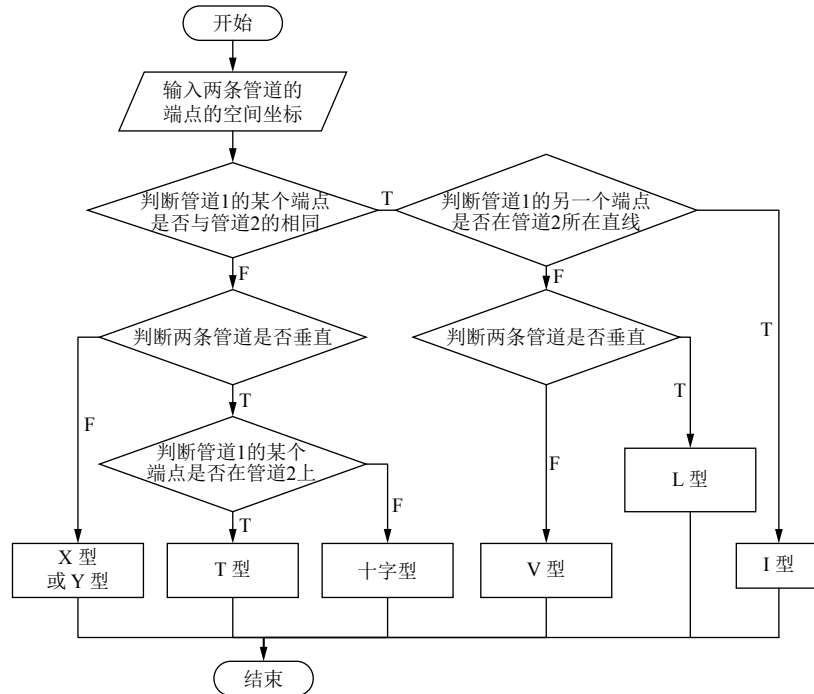 开始
输入两条管道的
端点的空间坐标
判断管道1的某个端点
是否与管道2的相同
T
判断管道1的另一个端点
是否在管道2所在直线
F
F
判断两条管道是否垂直
判断两条管道是否垂直
T
T
T
F
判断管道1的某个
端点是否在管道2上
F
F
T
L 型
X 型
或 Y 型
T 型
十字型
V 型
I 型
结束